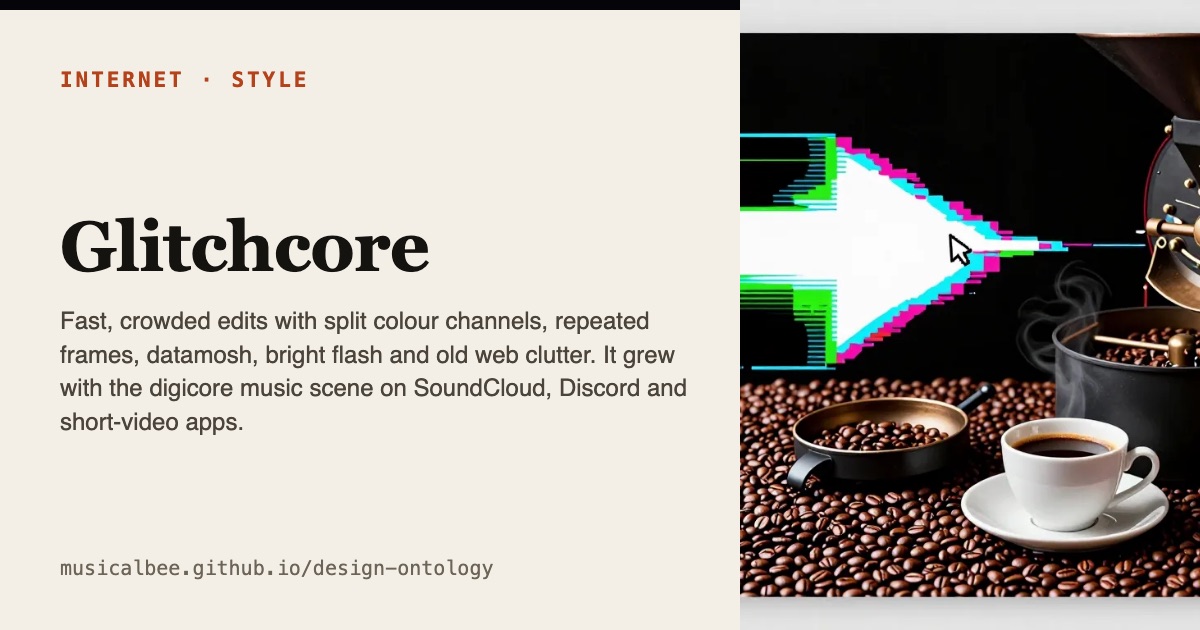 INTERNET · STYLE
Glitchcore
Fast, crowded edits with split colour channels, repeated
frames, datamosh, bright flash and old web clutter. It grew
with the digicore music scene on SoundCloud, Discord and
short-video apps.
musicalbee.github.io/design-ontology